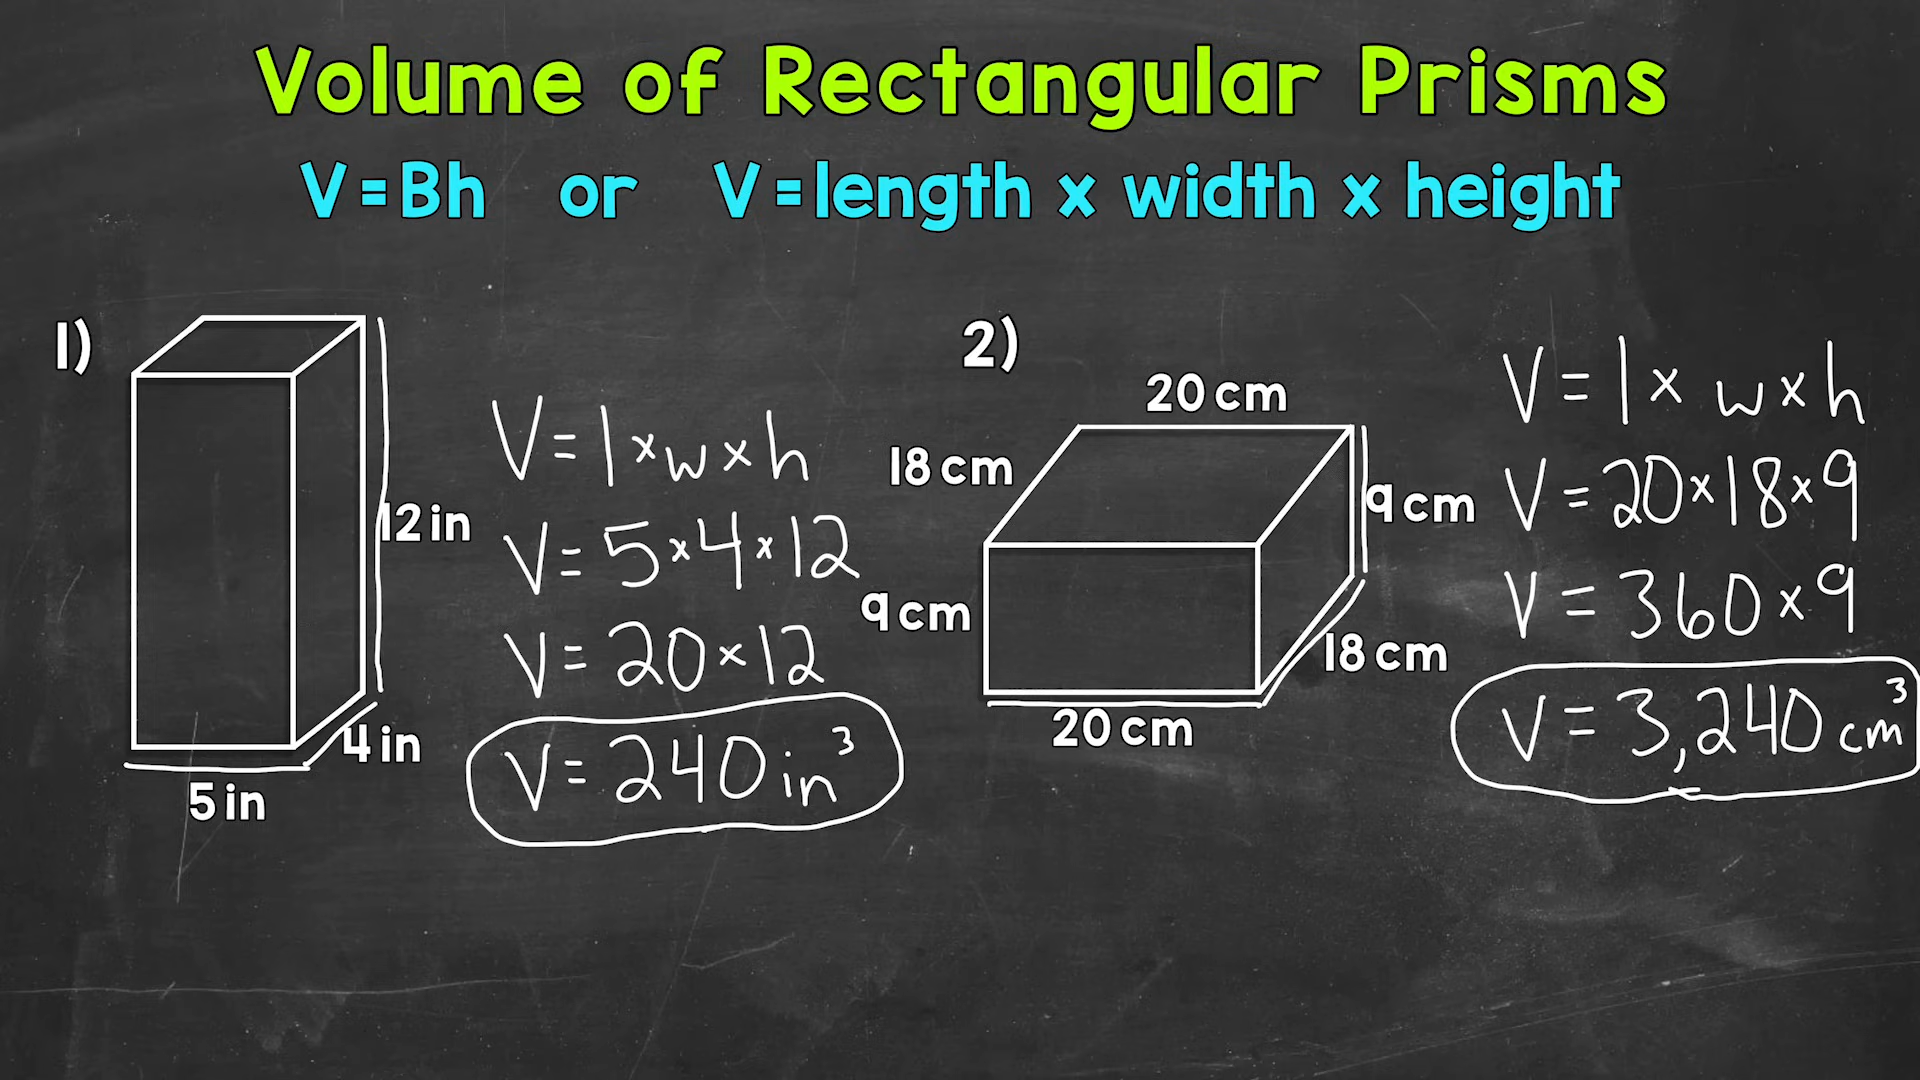 Volume of Rectangular Prisms
V=Bh or V=length x width x height
1)
12 in
4 in
5 in
V=l×w×h
V=5×4×12
V=20×12
V=240 in³
2)
20 cm
18 cm
9 cm
9 cm
18 cm
20 cm
V=l×w×h
V=20×18×9
V=360×9
V=3,240 cm³